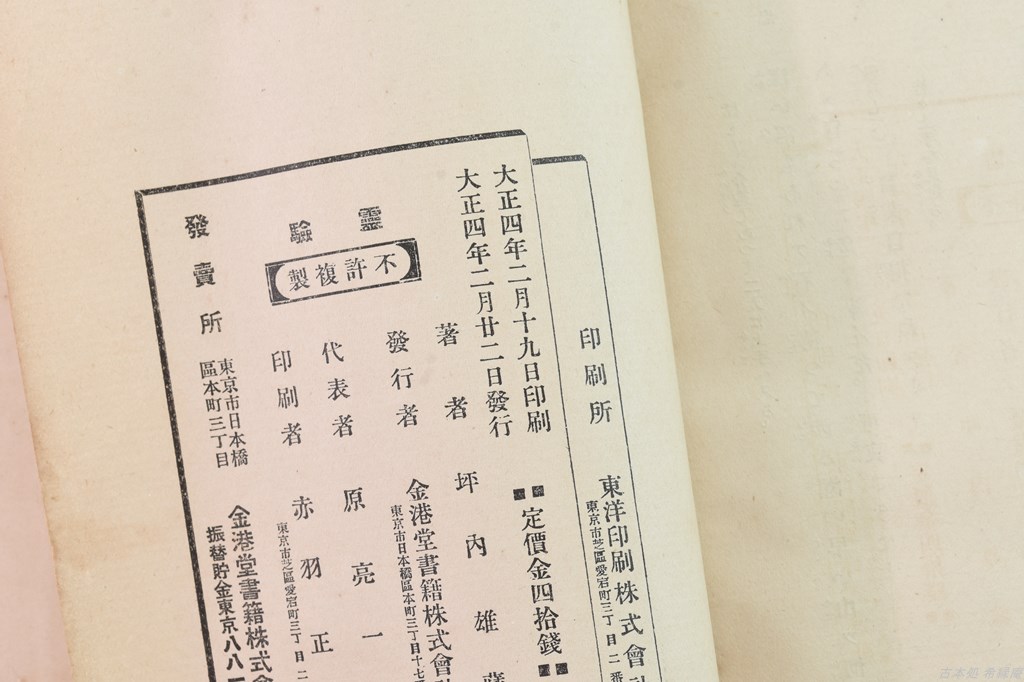 印刷所 東洋印刷株式會
東京市芝區愛宕町三丁目二番
大正四年二月十九日印刷
大正四年二月廿二日發行
定價金四拾錢
著者 坪內雄
發行者 金港堂書籍株式會
東京市日本橋區本町三丁目十七
代表者 原亮一
印刷者 赤羽正
東京市芝區愛宕町三丁目二
靈驗
不許複製
發賣所
東京市日本橋
區本町三丁目
金港堂書籍株式
振替貯金東京八八
古本処